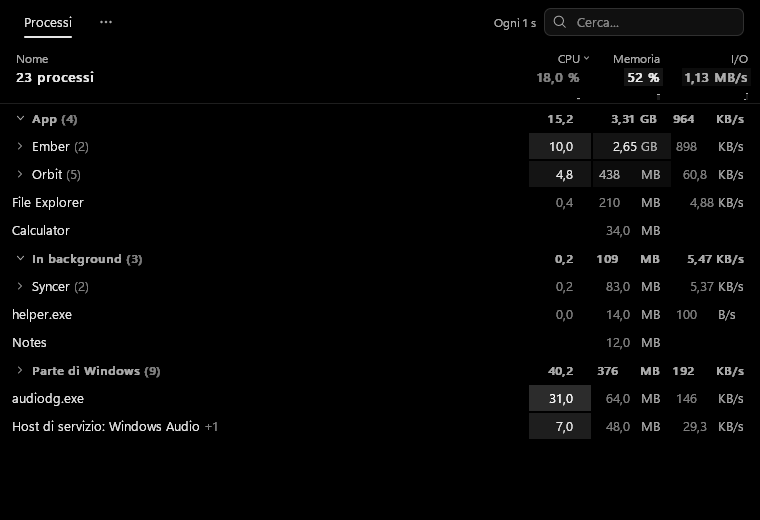 Processi ··· Ogni 1 s Cerca...
Nome CPU Memoria I/O
23 processi 18,0 % 52 % 1,13 MB/s
App (4) 15,2 3,31 GB 964 KB/s
Ember (2) 10,0 2,65 GB 898 KB/s
Orbit (5) 4,8 438 MB 60,8 KB/s
File Explorer 0,4 210 MB 4,88 KB/s
Calculator 34,0 MB
In background (3) 0,2 109 MB 5,47 KB/s
Syncer (2) 0,2 83,0 MB 5,37 KB/s
helper.exe 0,0 14,0 MB 100 B/s
Notes 12,0 MB
Parte di Windows (9) 40,2 376 MB 192 KB/s
audiodg.exe 31,0 64,0 MB 146 KB/s
Host di servizio: Windows Audio +1 7,0 48,0 MB 29,3 KB/s